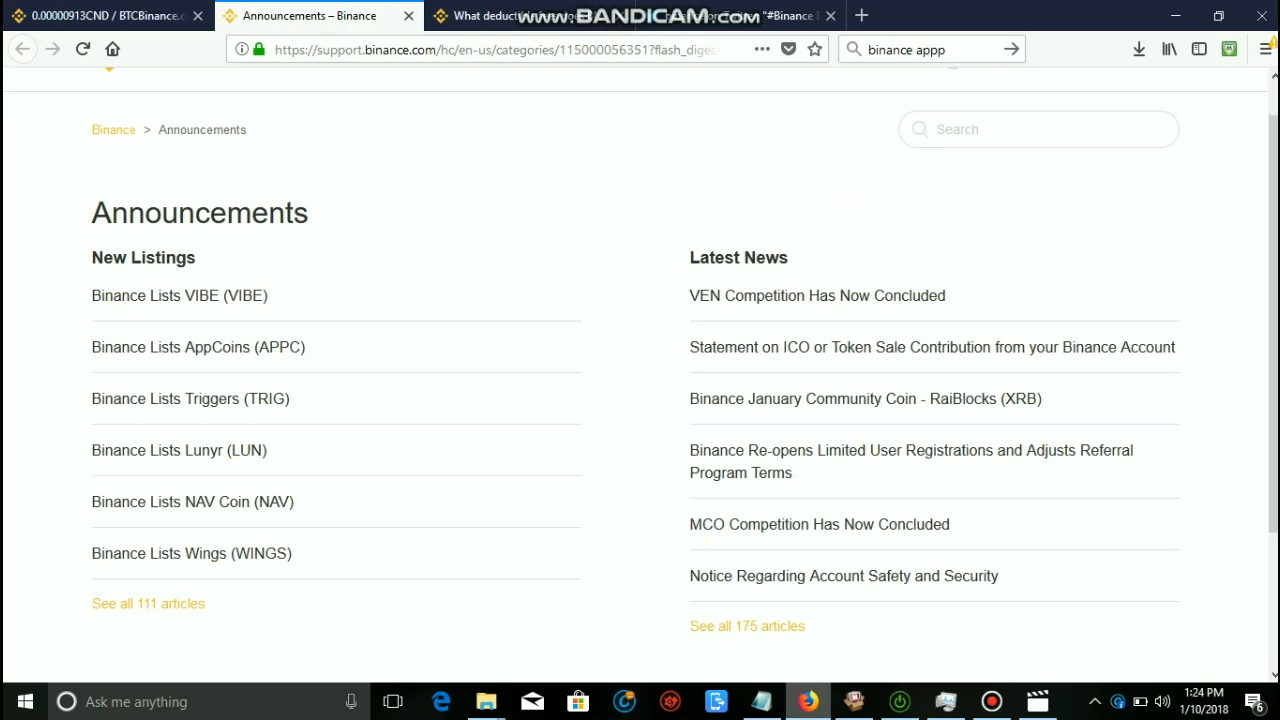 0.00000913CND / BTCBinance.c
Announcements – Binance
What deducti
www.BANDICAM.com
"#Binance
https://support.binance.com/hc/en-us/categories/115000056351?flash_diges
binance appp
Binance > Announcements
Search
Announcements
New Listings
Binance Lists VIBE (VIBE)
Binance Lists AppCoins (APPC)
Binance Lists Triggers (TRIG)
Binance Lists Lunyr (LUN)
Binance Lists NAV Coin (NAV)
Binance Lists Wings (WINGS)
See all 111 articles
Latest News
VEN Competition Has Now Concluded
Statement on ICO or Token Sale Contribution from your Binance Account
Binance January Community Coin - RaiBlocks (XRB)
Binance Re-opens Limited User Registrations and Adjusts Referral
Program Terms
MCO Competition Has Now Concluded
Notice Regarding Account Safety and Security
See all 175 articles
Ask me anything
1:24 PM
1/10/2018
6